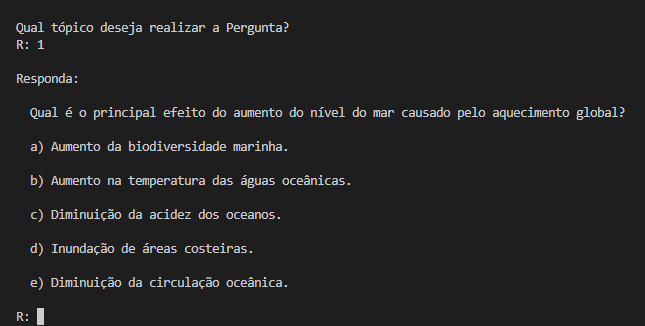 Qual tópico deseja realizar a Pergunta?
R: 1
Responda:
Qual é o principal efeito do aumento do nível do mar causado pelo aquecimento global?
a) Aumento da biodiversidade marinha.
b) Aumento na temperatura das águas oceânicas.
c) Diminuição da acidez dos oceanos.
d) Inundação de áreas costeiras.
e) Diminuição da circulação oceânica.
R: